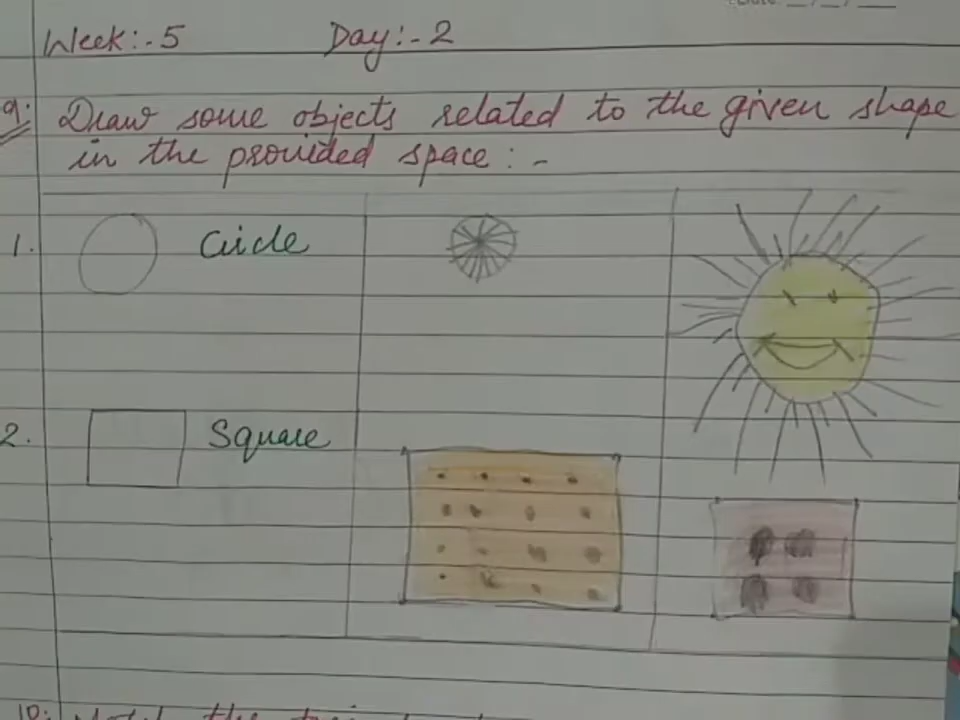 Week:-5 Day:-2
9. Draw some objects related to the given shape
in the provided space:-
1. Circle
2. Square
10: